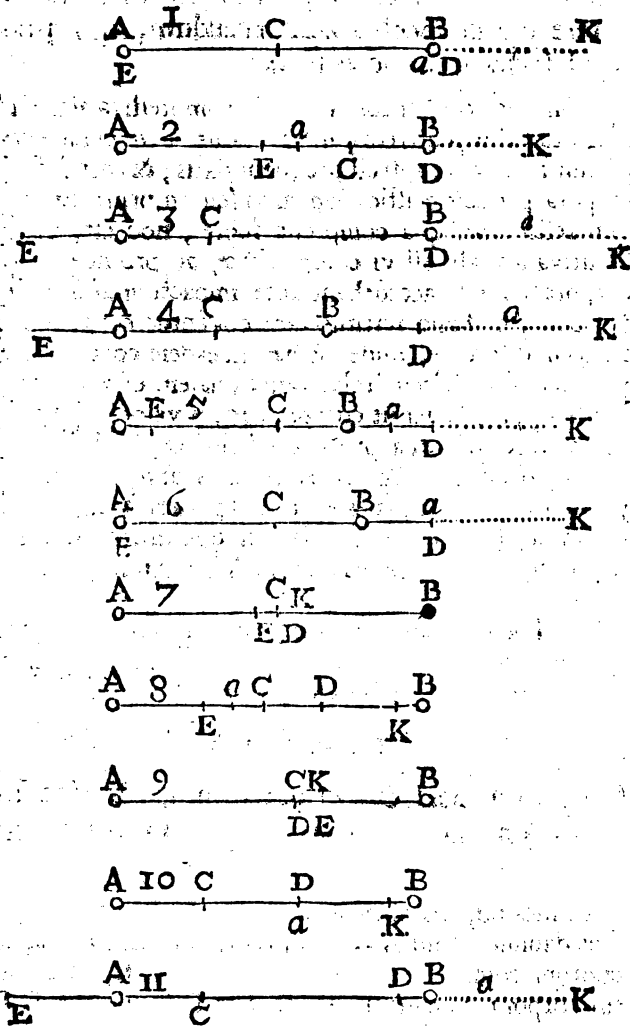 A 1 C B K
E a D
A 2 a B
E C D K
A 3 C B a
E D K
A 4 C B a K
E D
A E 5 C B a K
D
A 6 C B a K
E D
A 7 C K B
E D
A 8 a C D B
E K
A 9 C K B
D E
A 10 C D B
a K
A 11 D B a K
E C